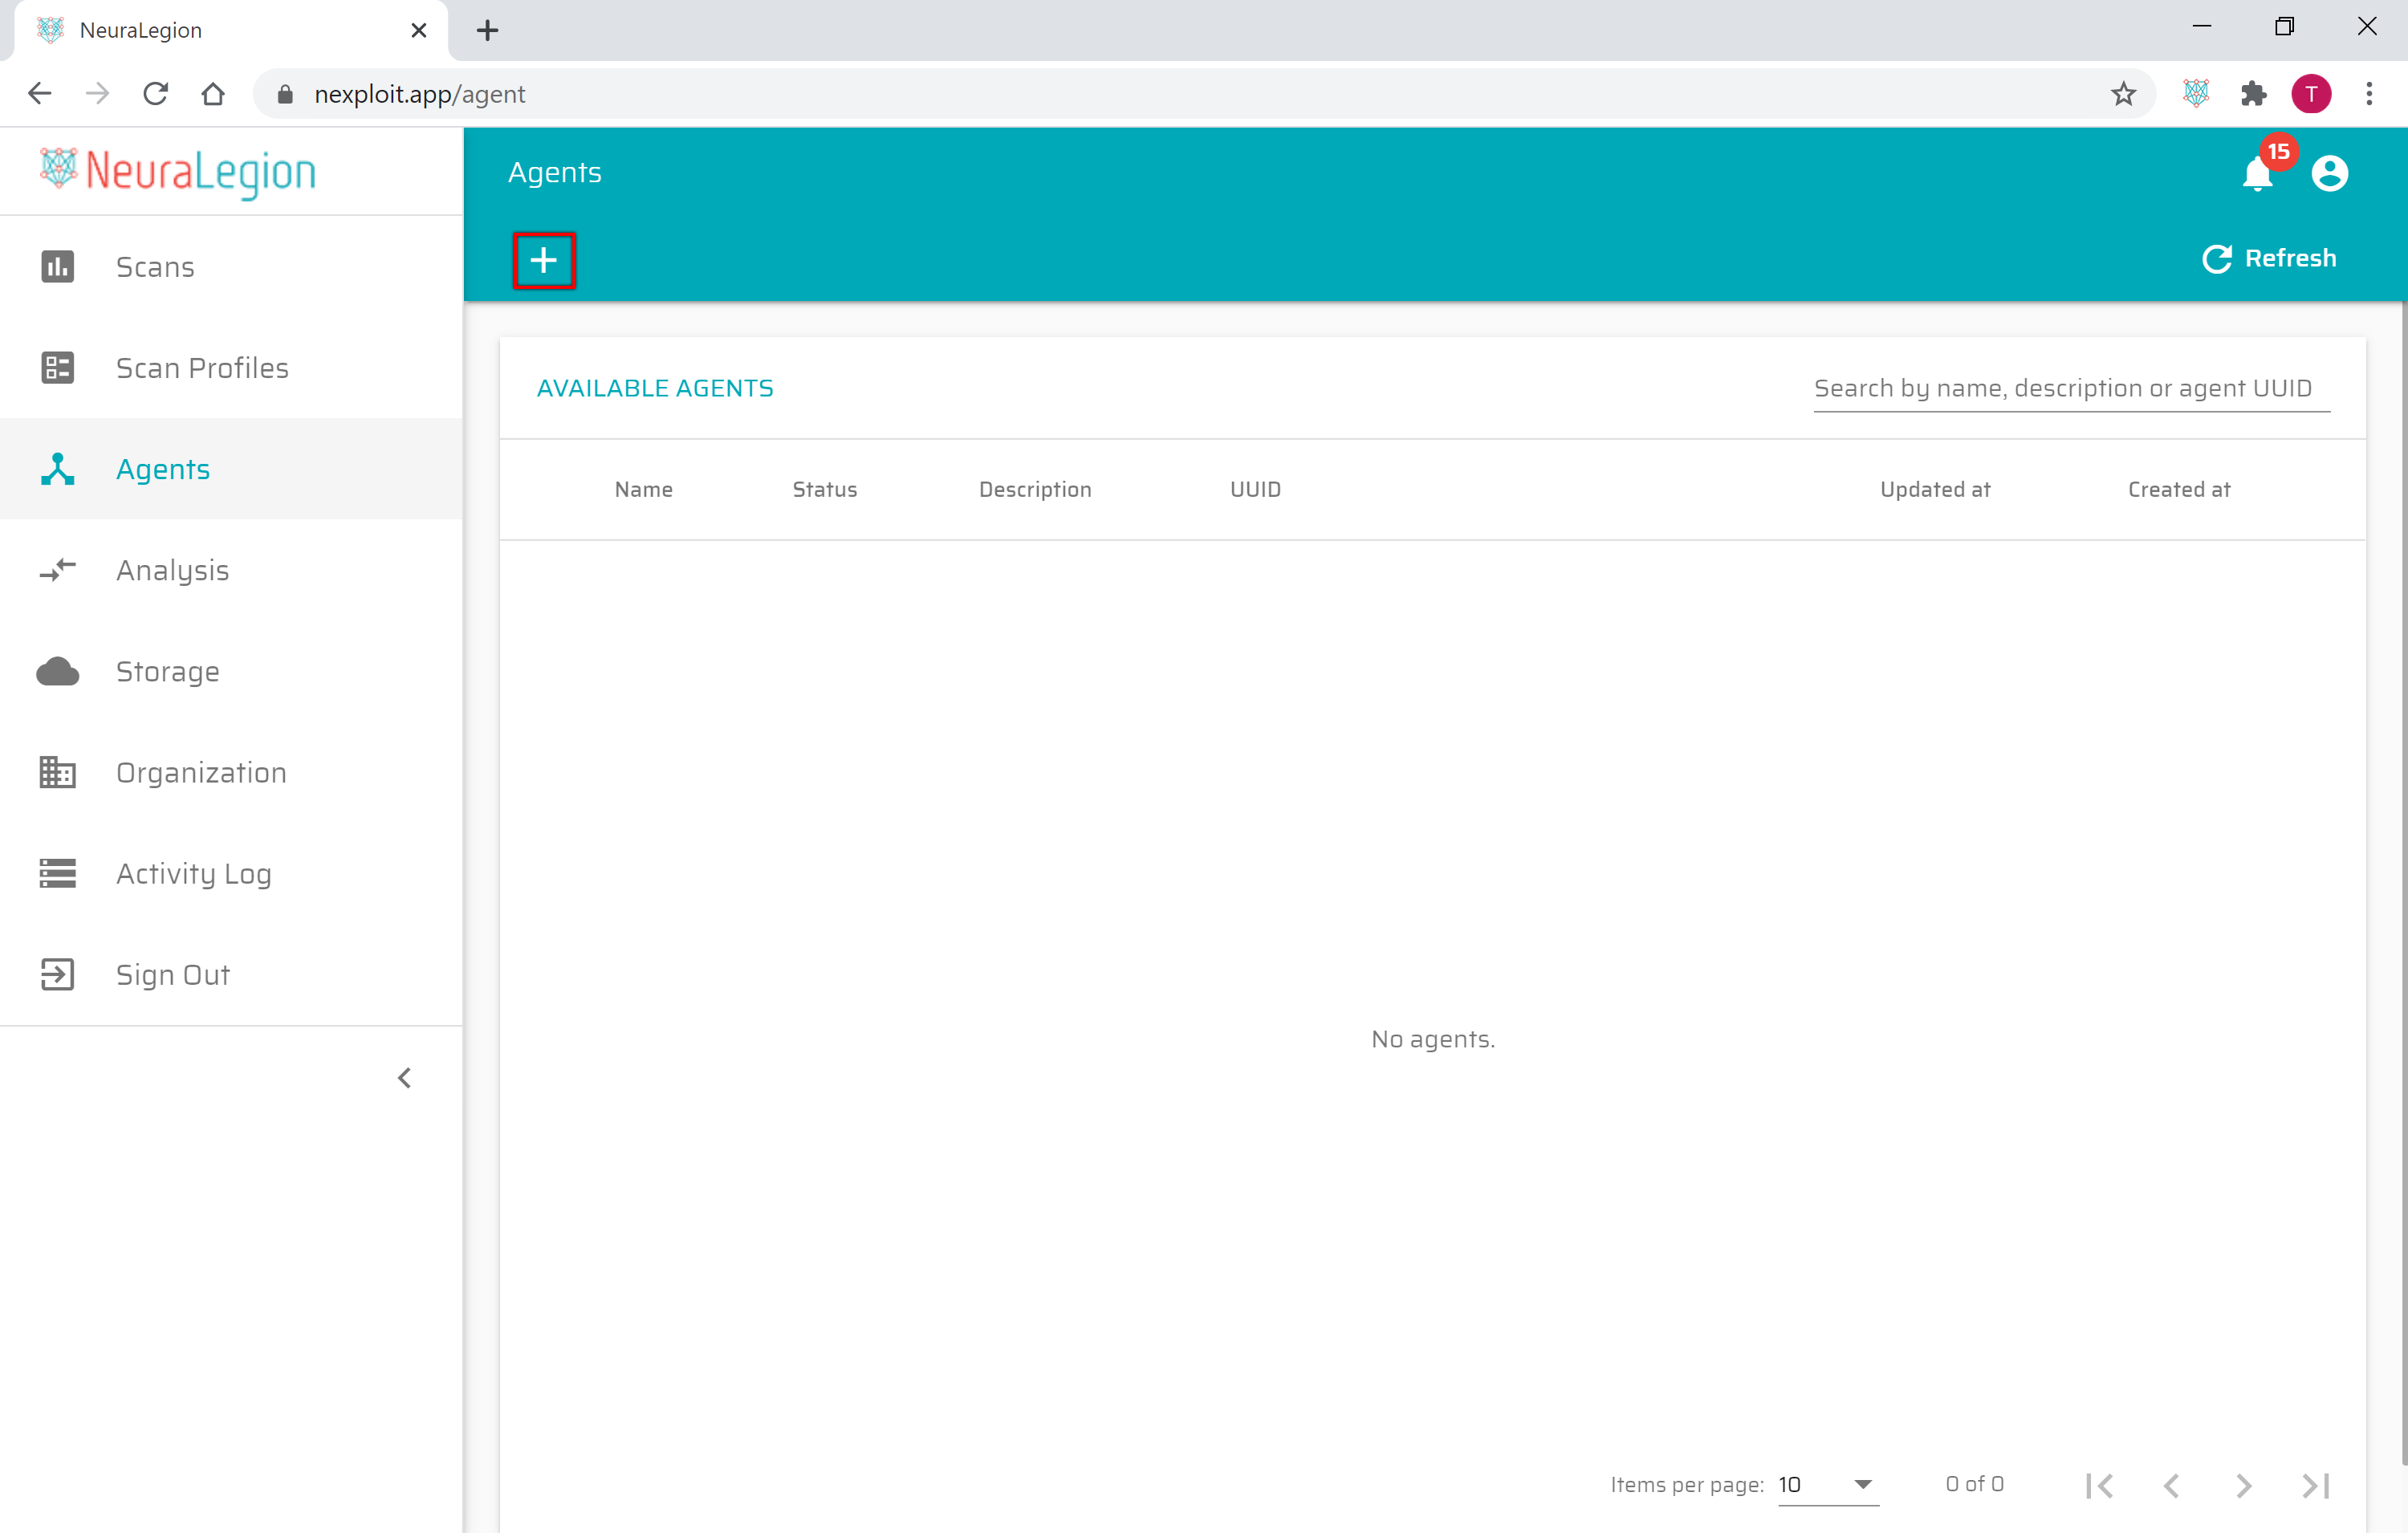 NeuraLegion
nexploit.app/agent
T
NeuraLegion
Agents
15
Refresh
Scans
Scan Profiles
Agents
Analysis
Storage
Organization
Activity Log
Sign Out
AVAILABLE AGENTS
Search by name, description or agent UUID
Name Status Description UUID Updated at Created at
No agents.
Items per page: 10 0 of 0